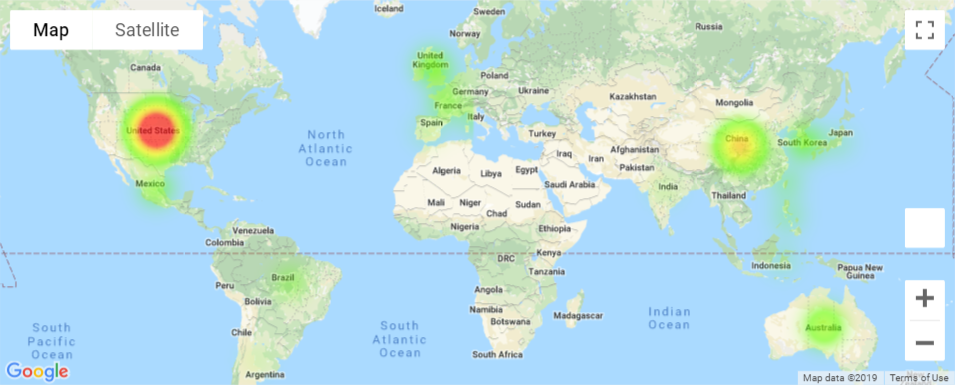 Map
Satellite
Iceland
Sweden
Norway
Russia
Canada
United
Kingdom
Poland
Germany
Ukraine
France
Kazakhstan
Mongolia
Spain
Italy
United States
North
Atlantic
Ocean
Turkey
China
South Korea
Japan
Iraq
Iran
Afghanistan
Pakistan
Algeria
Libya
Egypt
Mexico
Saudi Arabia
India
Thailand
Mali
Niger
Chad
Sudan
Nigeria
Ethiopia
Venezuela
Colombia
DRC
Kenya
Indonesia
Papua New
Guinea
Brazil
Tanzania
Peru
Angola
Bolivia
Namibia
Botswana
Madagascar
Indian
Ocean
Australia
South
Pacific
Ocean
South
Atlantic
Ocean
Chile
South Africa
Argentina
Google
Map data ©2019
Terms of Use